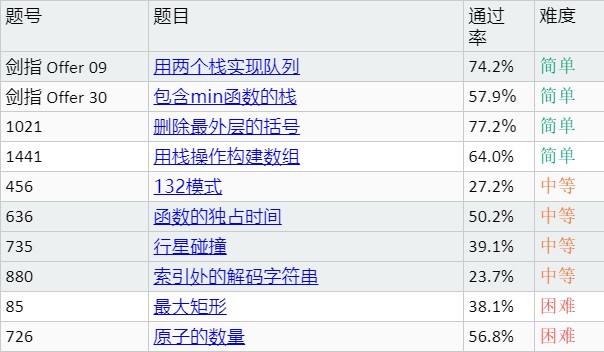 题号 题目 通过率 难度
剑指 Offer 09 用两个栈实现队列 74.2% 简单
剑指 Offer 30 包含min函数的栈 57.9% 简单
1021 删除最外层的括号 77.2% 简单
1441 用栈操作构建数组 64.0% 简单
456 132模式 27.2% 中等
636 函数的独占时间 50.2% 中等
735 行星碰撞 39.1% 中等
880 索引处的解码字符串 23.7% 中等
85 最大矩形 38.1% 困难
726 原子的数量 56.8% 困难